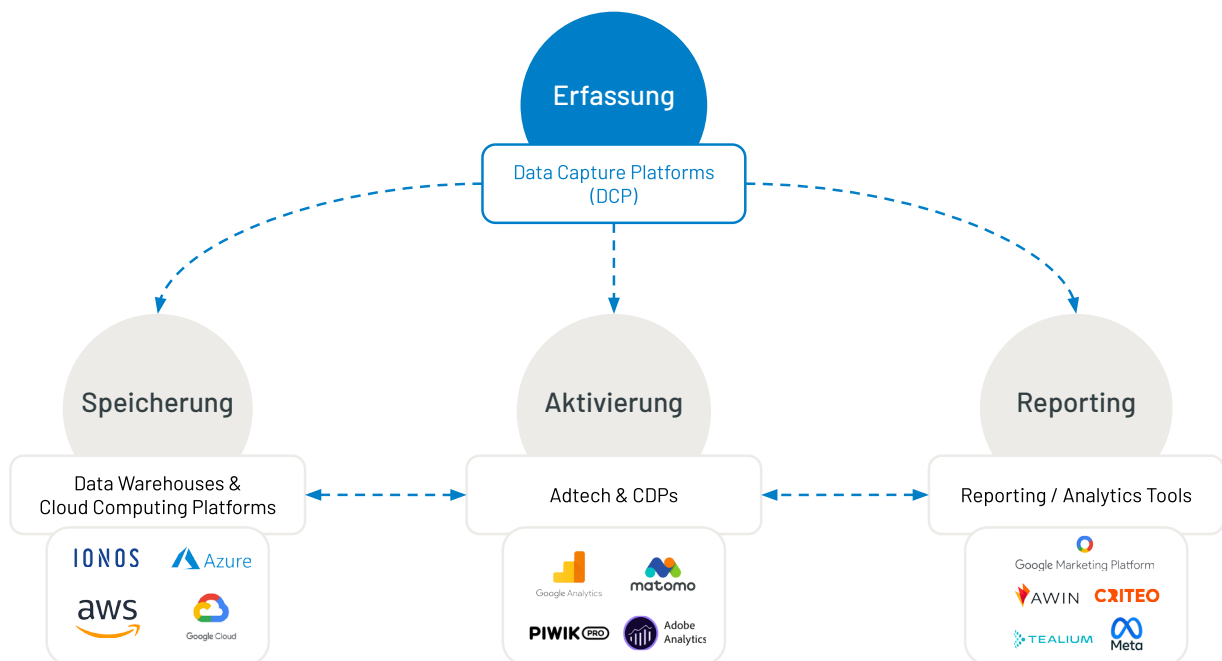 Erfassung
Data Capture Platforms
(DCP)
Speicherung
Aktivierung
Reporting
Data Warehouses &
Cloud Computing Platforms
Adtech & CDPs
Reporting / Analytics Tools
IONOS
Azure
aws
Google Cloud
Google Analytics
matomo
PIWIK PRO
Adobe
Analytics
Google Marketing Platform
AWIN
CRITEO
TEALIUM
Meta